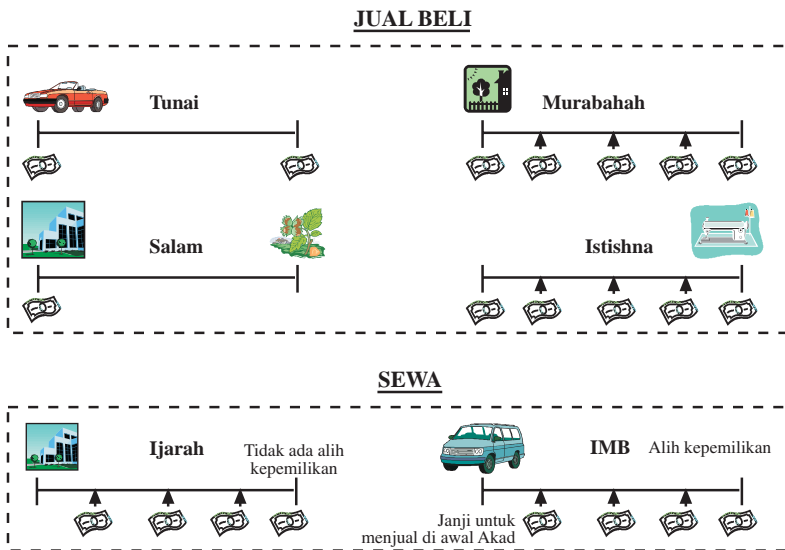 JUAL BELI
Tunai
Murabahah
Salam
Istishna
SEWA
Ijarah
Tidak ada alih
kepemilikan
IMB
Alih kepemilikan
Janji untuk
menjual di awal Akad